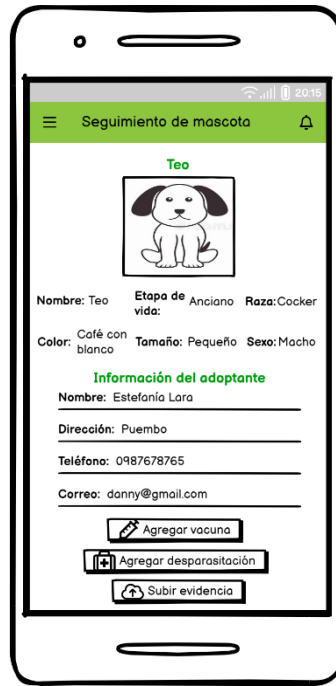 20:15
Seguimiento de mascota
Teo
Nombre: Teo Etapa de vida: Anciano Raza: Cocker
Color: Café con blanco Tamaño: Pequeño Sexo: Macho
Información del adoptante
Nombre: Estefanía Lara
Dirección: Puembo
Teléfono: 0987678765
Correo: danny@gmail.com
Agregar vacuna
Agregar desparasitación
Subir evidencia